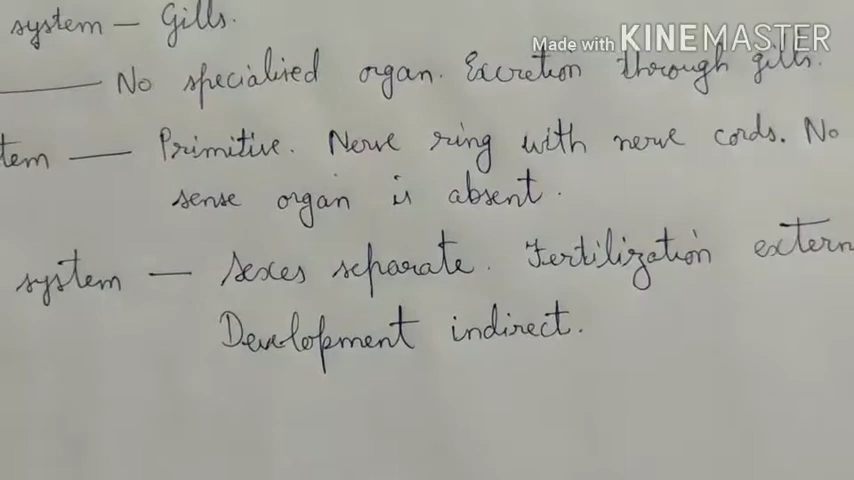 system — Gills.
Made with KINEMASTER
— No specialised organ. Excretion through gills.
tem — Primitive. Nerve ring with nerve cords. No
sense organ is absent.
system — Sexes separate. Fertilization extern
Development indirect.